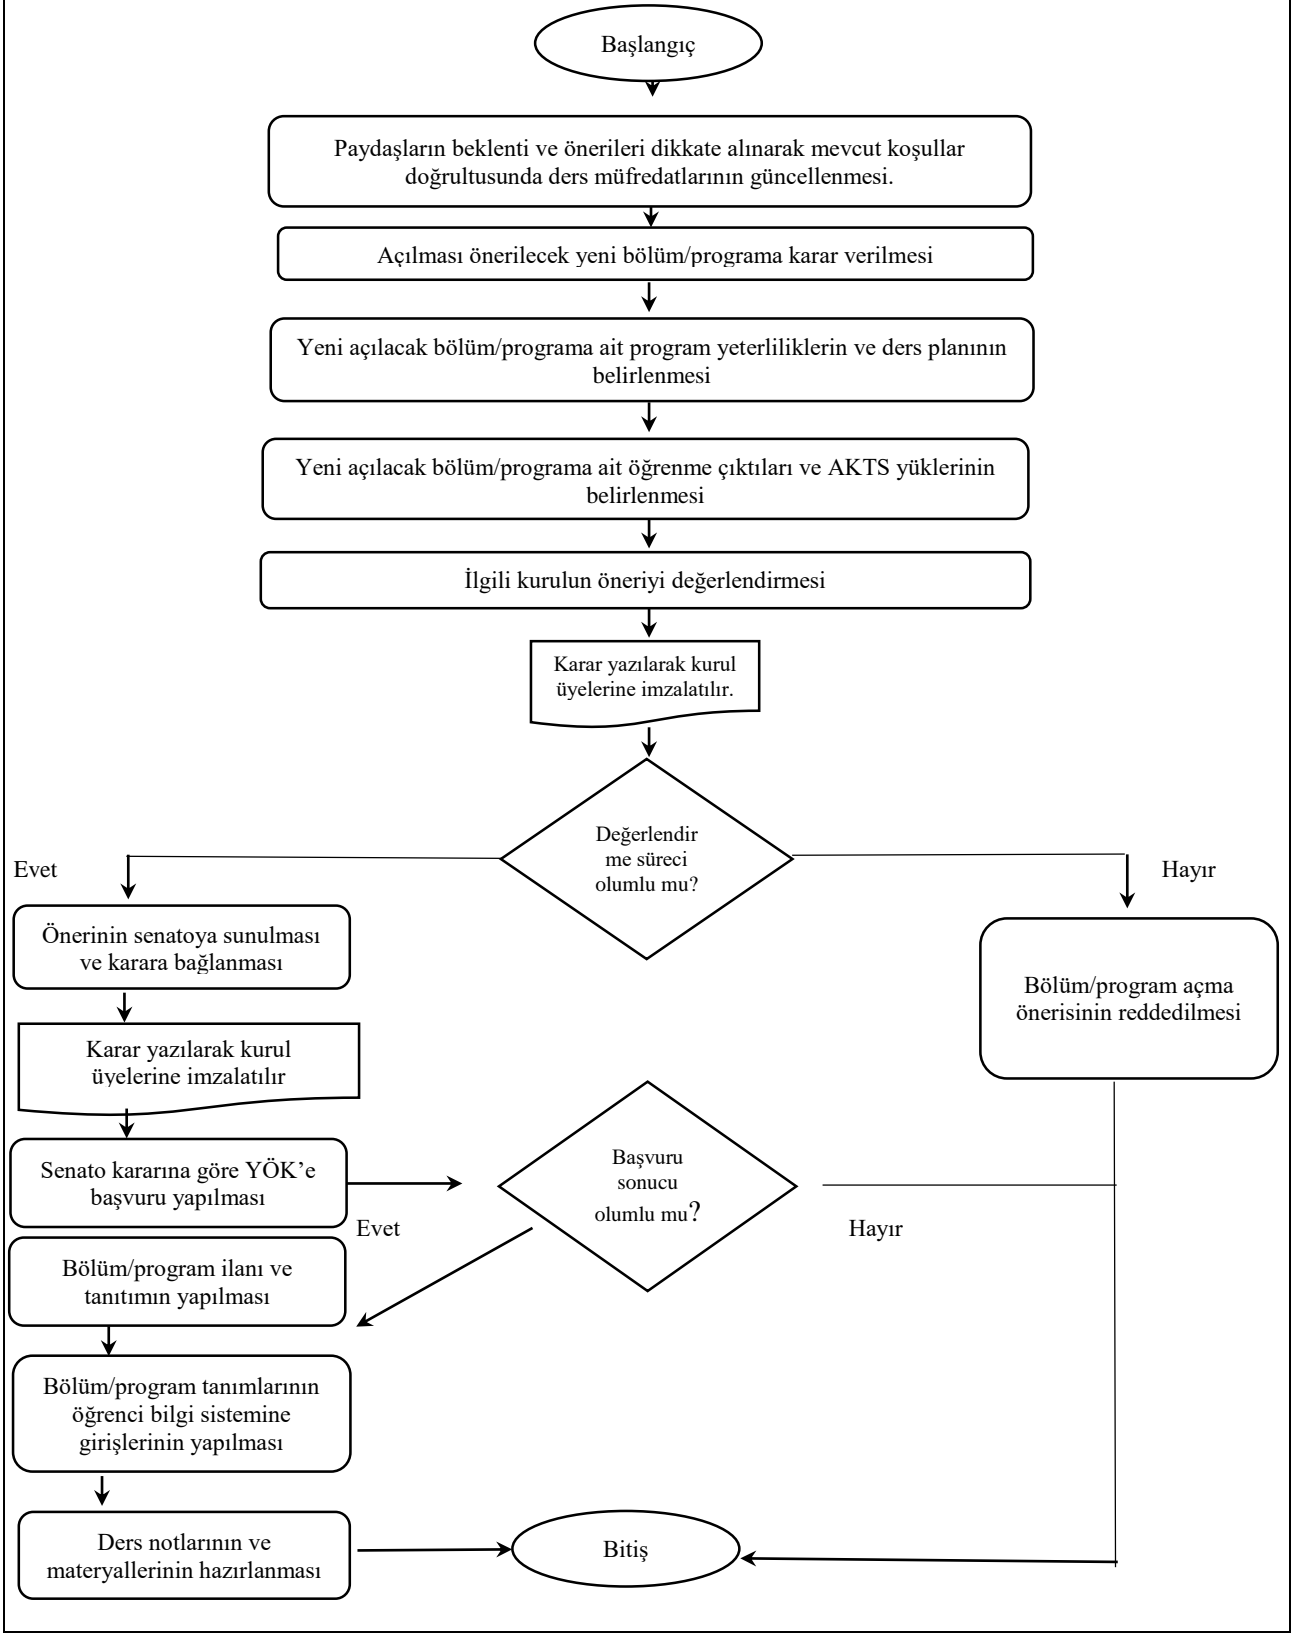 Başlangıç
Paydaşların beklenti ve önerileri dikkate alınarak mevcut koşullar
doğrultusunda ders müfredatlarının güncellenmesi.
Açılması önerilecek yeni bölüm/programa karar verilmesi
Yeni açılacak bölüm/programa ait program yeterliliklerin ve ders planının
belirlenmesi
Yeni açılacak bölüm/programa ait öğrenme çıktıları ve AKTS yüklerinin
belirlenmesi
İlgili kurulun öneriyi değerlendirmesi
Karar yazılarak kurul
üyelerine imzalatılır.
Değerlendir
me süreci
olumlu mu?
Evet
Hayır
Önerinin senatoya sunulması
ve karara bağlanması
Bölüm/program açma
önerisinin reddedilmesi
Karar yazılarak kurul
üyelerine imzalatılır
Senato kararına göre YÖK’e
başvuru yapılması
Başvuru
sonucu
olumlu mu?
Evet
Hayır
Bölüm/program ilanı ve
tanıtımın yapılması
Bölüm/program tanımlarının
öğrenci bilgi sistemine
girişlerinin yapılması
Ders notlarının ve
materyallerinin hazırlanması
Bitiş